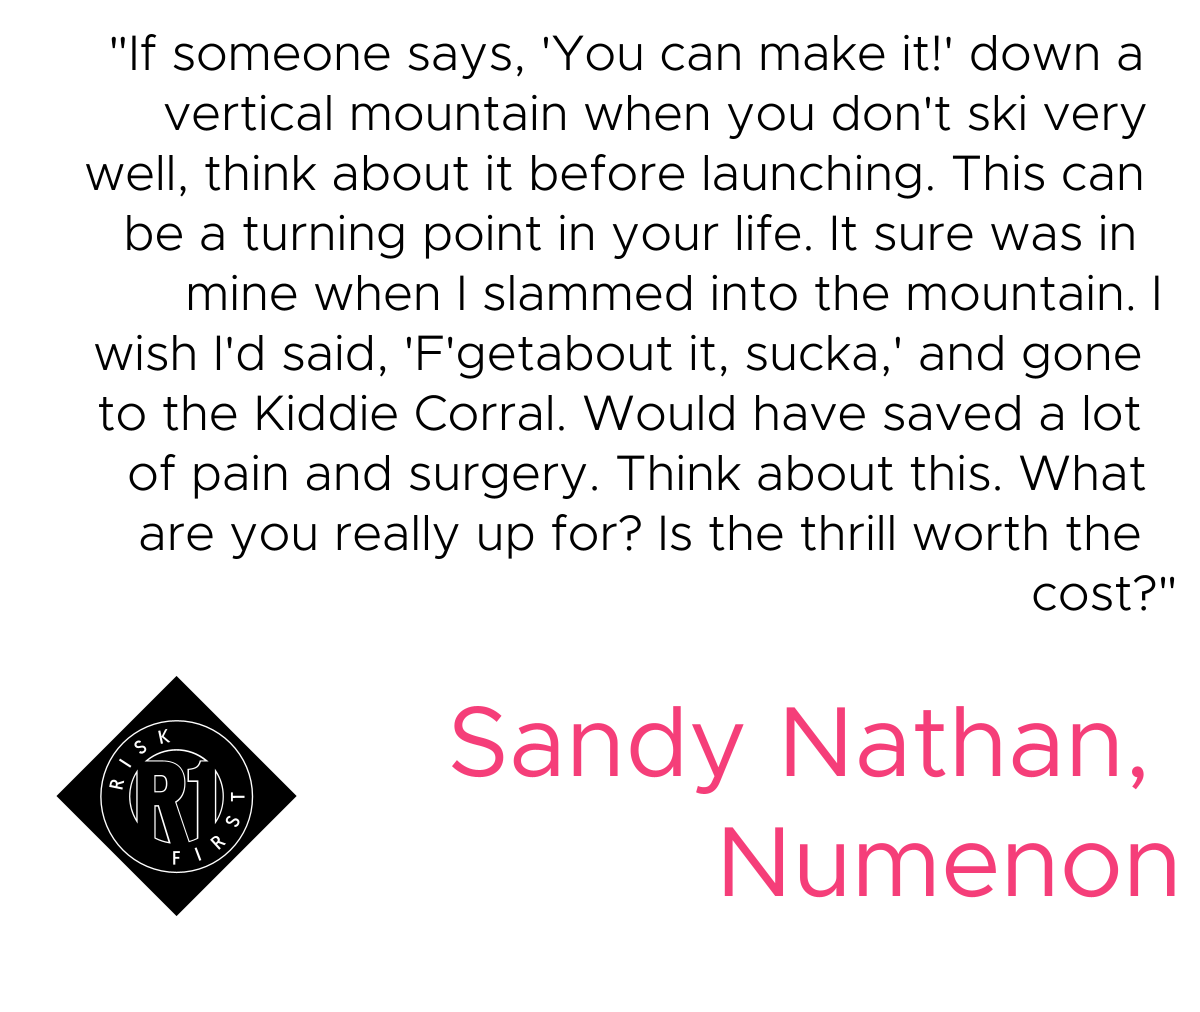 "If someone says, 'You can make it!' down a
vertical mountain when you don't ski very
well, think about it before launching. This can
be a turning point in your life. It sure was in
mine when I slammed into the mountain. I
wish I'd said, 'F'getabout it, sucka,' and gone
to the Kiddie Corral. Would have saved a lot
of pain and surgery. Think about this. What
are you really up for? Is the thrill worth the
cost?"
Sandy Nathan,
Numenon
RISK
R1
FIRST